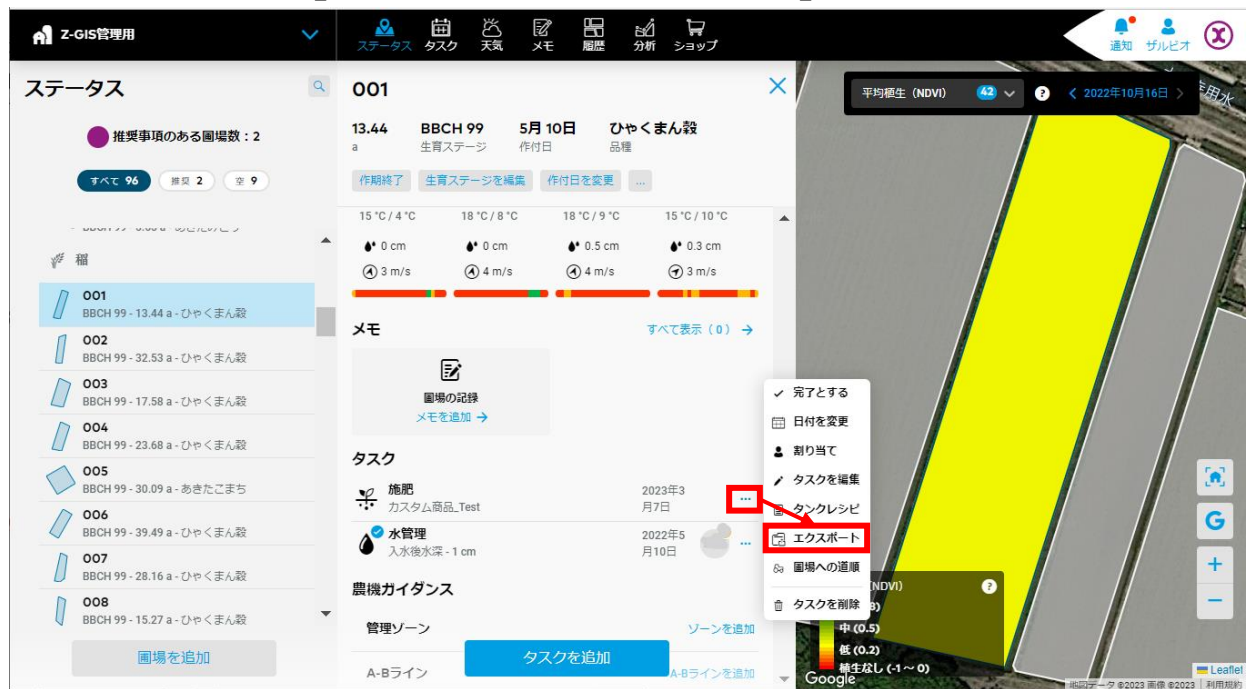 Z-GIS管理用
ステータス
タスク
天気
メモ
履歴
分析
ショップ
通知
ザルビオ
ステータス
推奨事項のある圃場数：2
すべて 96
推奨 2
空 9
稲
001
BBCH 99 - 13.44 a - ひゃくまん穀
002
BBCH 99 - 32.53 a - ひゃくまん穀
003
BBCH 99 - 17.58 a - ひゃくまん穀
004
BBCH 99 - 23.68 a - ひゃくまん穀
005
BBCH 99 - 30.09 a - あきたこまち
006
BBCH 99 - 39.49 a - ひゃくまん穀
007
BBCH 99 - 28.16 a - ひゃくまん穀
008
BBCH 99 - 15.27 a - ひゃくまん穀
圃場を追加
001
13.44 BBCH 99 5月 10日 ひゃくまん穀
a 生育ステージ 作付日 品種
作期終了 生育ステージを編集 作付日を変更 ...
15 °C / 4 °C 18 °C / 8 °C 18 °C / 9 °C 15 °C / 10 °C
0 cm 0 cm 0.5 cm 0.3 cm
3 m/s 4 m/s 4 m/s 3 m/s
メモ すべて表示（0）
圃場の記録
メモを追加
タスク
施肥
カスタム商品_Test
2023年3
月7日
水管理
入水後水深 - 1 cm
2022年5
月10日
農機ガイダンス
管理ゾーン ゾーンを追加
A-Bライン A-Bラインを追加
タスクを追加
完了とする
日付を変更
割り当て
タスクを編集
タンクレシピ
エクスポート
圃場への道順
タスクを削除
平均植生（NDVI） 42 ? 2022年10月16日
用水
G
+
−
NDVI) ?
中 (0.5)
低 (0.2)
植生なし (-1～ 0)
Google
Leaflet
地図データ ©2023 画像 ©2023 利用規約